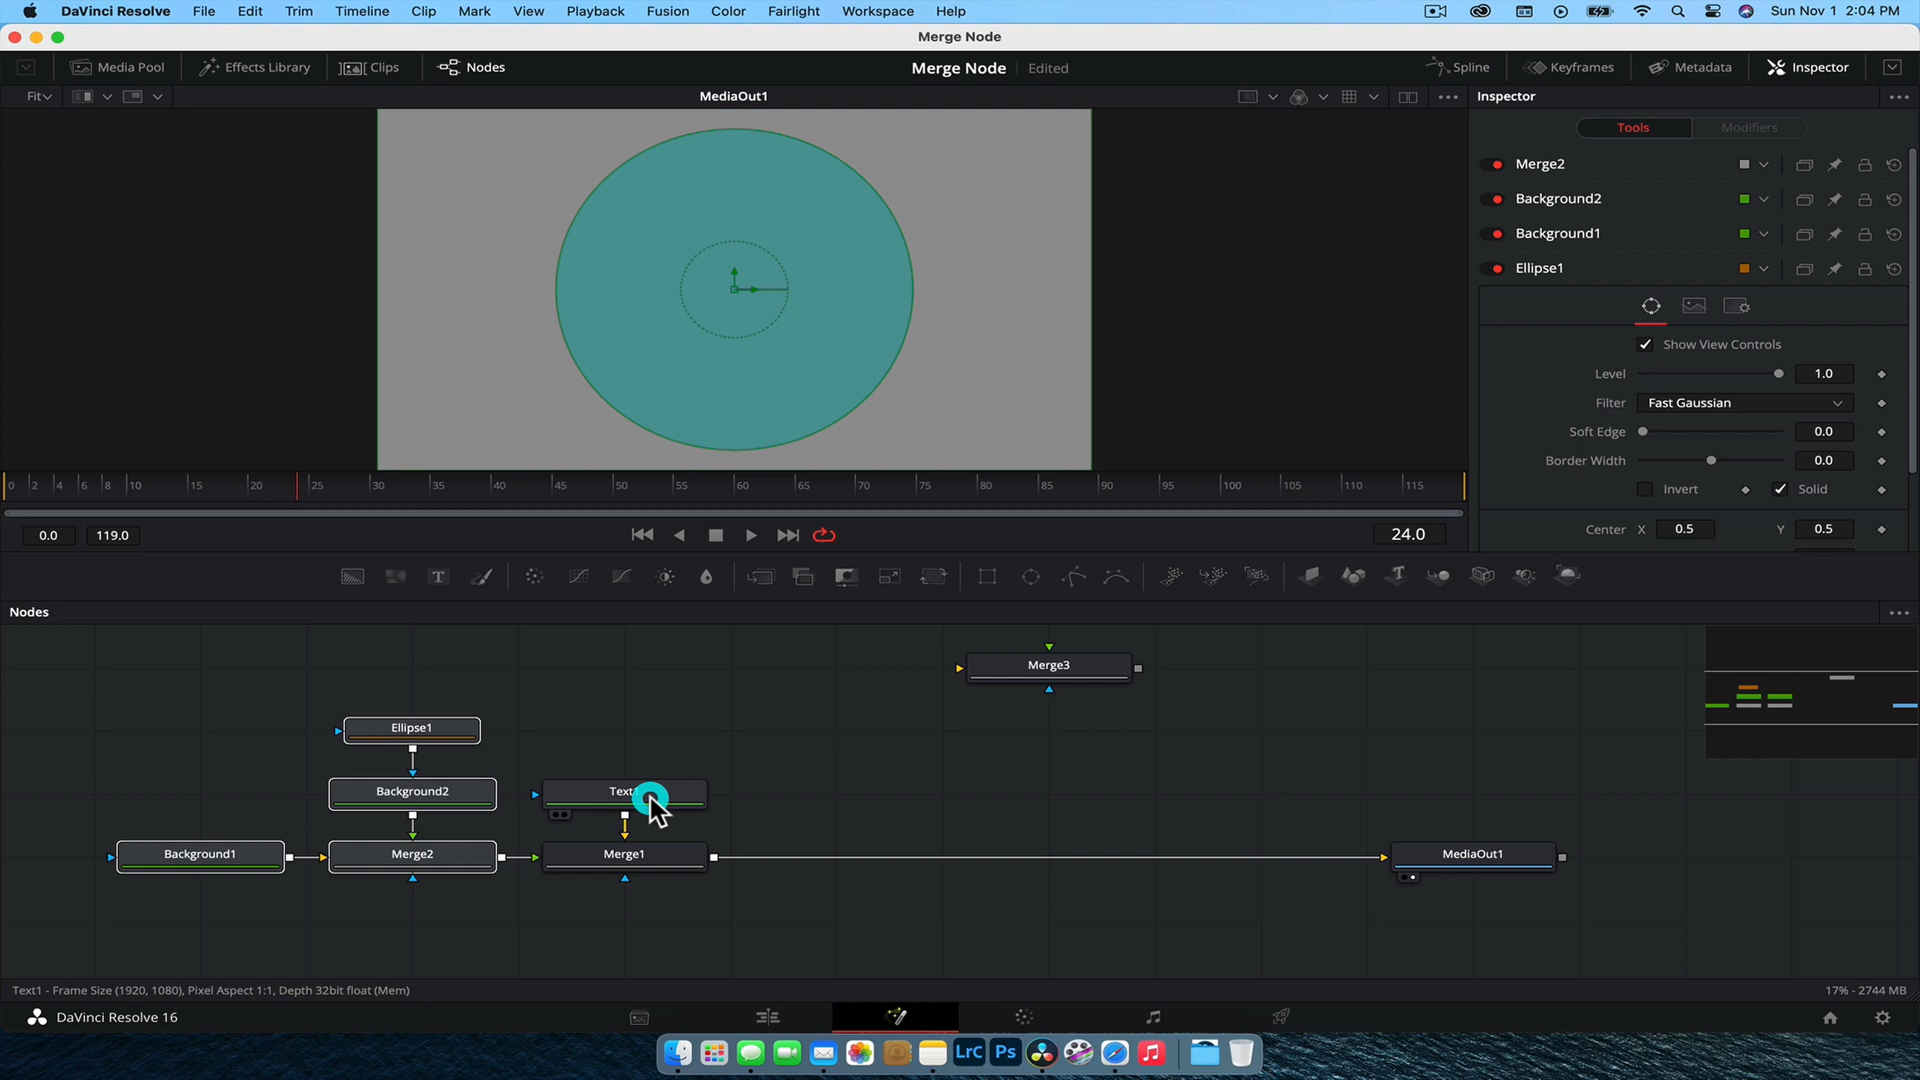 DaVinci Resolve File Edit Trim Timeline Clip Mark View Playback Fusion Color Fairlight Workspace Help Sun Nov 1 2:04 PM
Merge Node
Media Pool Effects Library Clips Nodes Merge Node Edited Spline Keyframes Metadata Inspector
Fit MediaOut1 Inspector
Tools Modifiers
Merge2
Background2
Background1
Ellipse1
Show View Controls
Level 1.0
Filter Fast Gaussian
Soft Edge 0.0
Border Width 0.0
Invert Solid
Center X 0.5 Y 0.5
0 2 4 6 8 10 15 20 25 30 35 40 45 50 55 60 65 70 75 80 85 90 95 100 105 110 115
0.0 119.0 24.0
Nodes
Merge3
Ellipse1
Background2 Text1
Background1 Merge2 Merge1 MediaOut1
Text1 - Frame Size (1920, 1080), Pixel Aspect 1:1, Depth 32bit float (Mem) 17% - 2744 MB
DaVinci Resolve 16
LrC Ps